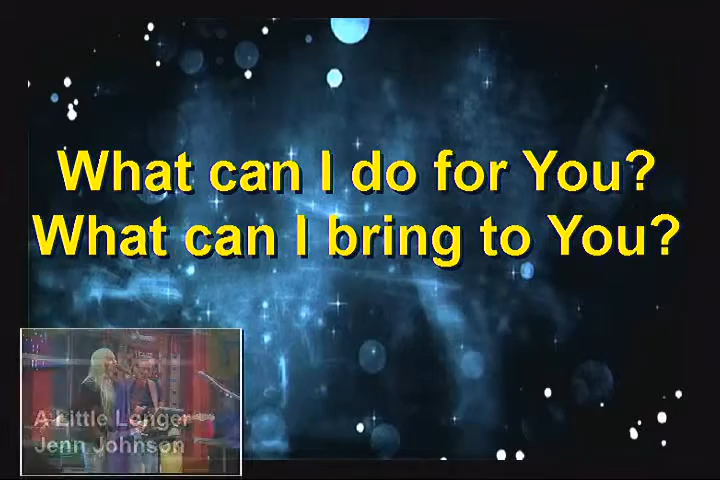 What can I do for You?
What can I bring to You?
A Little Longer
Jenn Johnson